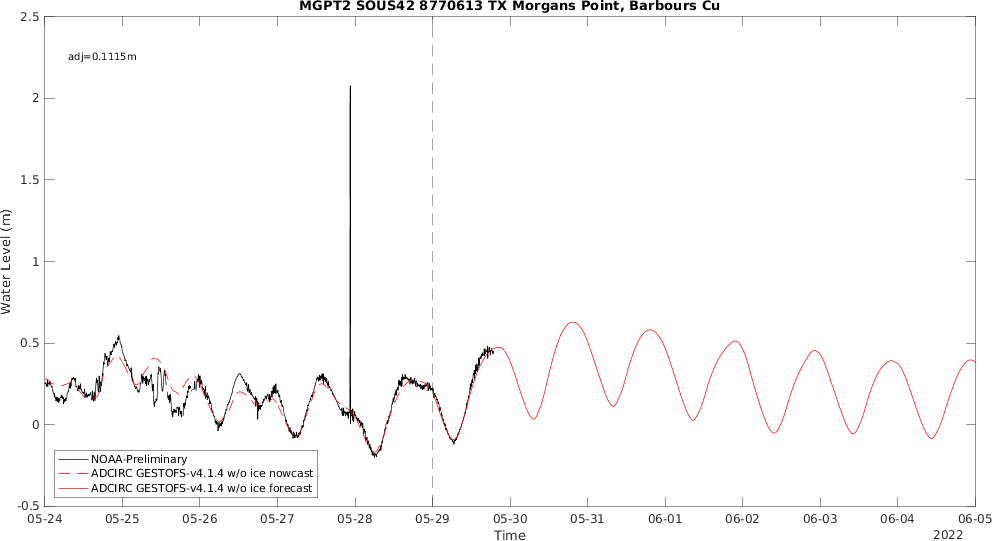 MGPT2 SOUS42 8770613 TX Morgans Point, Barbours Cu
2.5
adj=0.1115m
2
1.5
1
0.5
0
-0.5
Water Level (m)
NOAA-Preliminary
ADCIRC GESTOFS-v4.1.4 w/o ice nowcast
ADCIRC GESTOFS-v4.1.4 w/o ice forecast
05-24 05-25 05-26 05-27 05-28 05-29 05-30 05-31 06-01 06-02 06-03 06-04 06-05
Time
2022